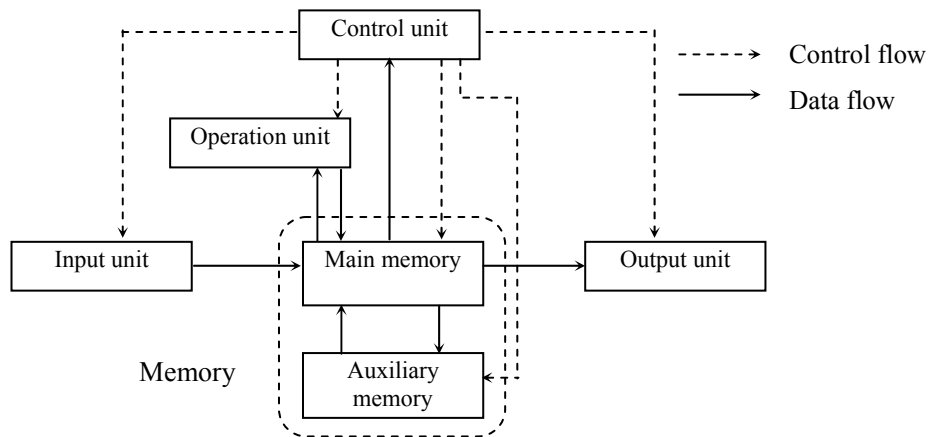 Control unit
Control flow
Data flow
Operation unit
Input unit
Main memory
Output unit
Memory
Auxiliary
memory